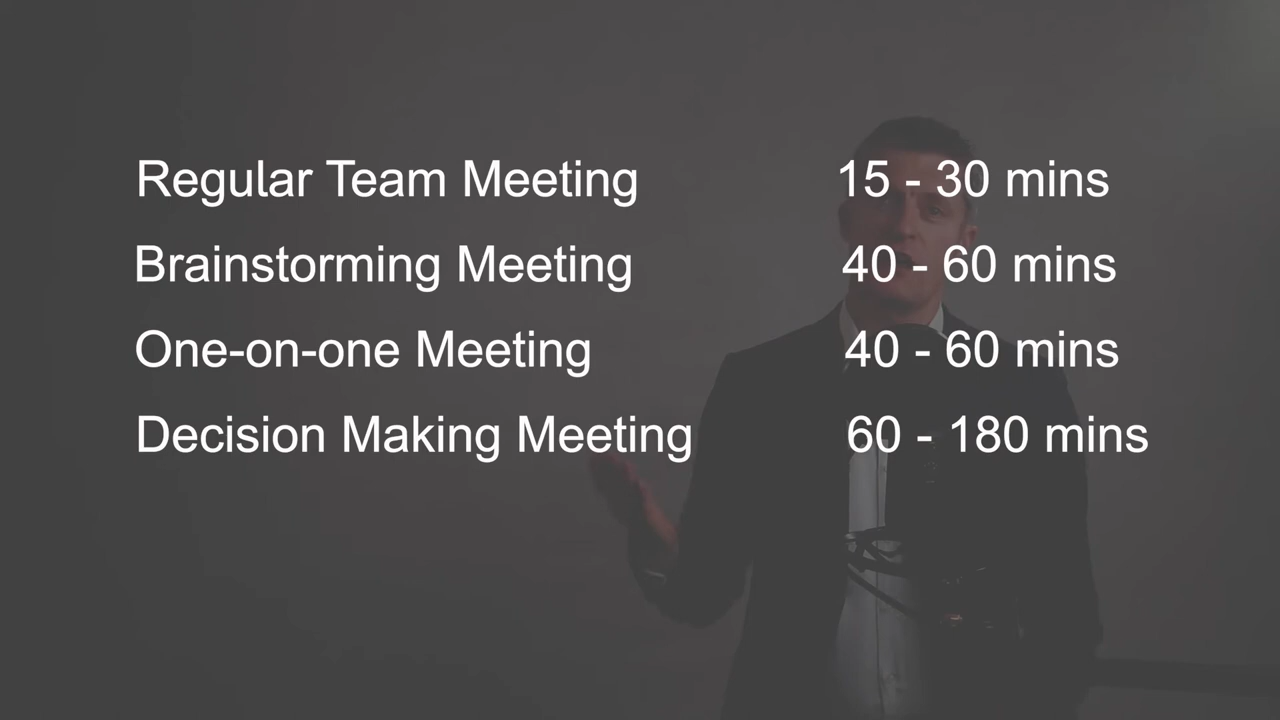 Regular Team Meeting 15 - 30 mins
Brainstorming Meeting 40 - 60 mins
One-on-one Meeting 40 - 60 mins
Decision Making Meeting 60 - 180 mins